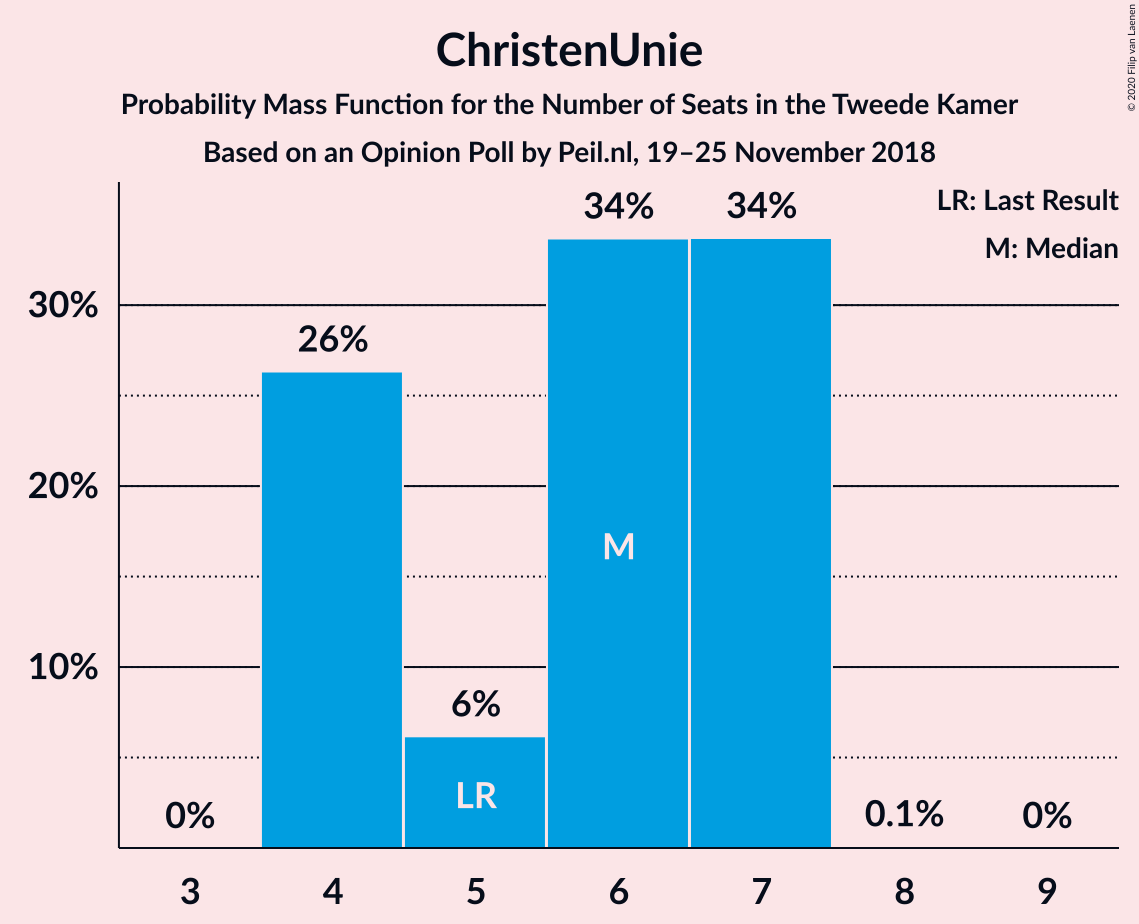 ChristenUnie
Probability Mass Function for the Number of Seats in the Tweede Kamer
Based on an Opinion Poll by Peil.nl, 19–25 November 2018
© 2020 Filip van Laenen
LR: Last Result
M: Median
34%
34%
30%
26%
20%
M
10%
6%
LR
0%
0.1%
0%
3
4
5
6
7
8
9